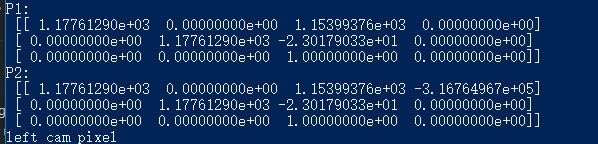 P1:
[[ 1.17761290e+03 0.00000000e+00 1.15399376e+03 0.00000000e+00]
[ 0.00000000e+00 1.17761290e+03 -2.30179033e+01 0.00000000e+00]
[ 0.00000000e+00 0.00000000e+00 1.00000000e+00 0.00000000e+00]]
P2:
[[ 1.17761290e+03 0.00000000e+00 1.15399376e+03 -3.16764967e+05]
[ 0.00000000e+00 1.17761290e+03 -2.30179033e+01 0.00000000e+00]
[ 0.00000000e+00 0.00000000e+00 1.00000000e+00 0.00000000e+00]]
left cam pixel